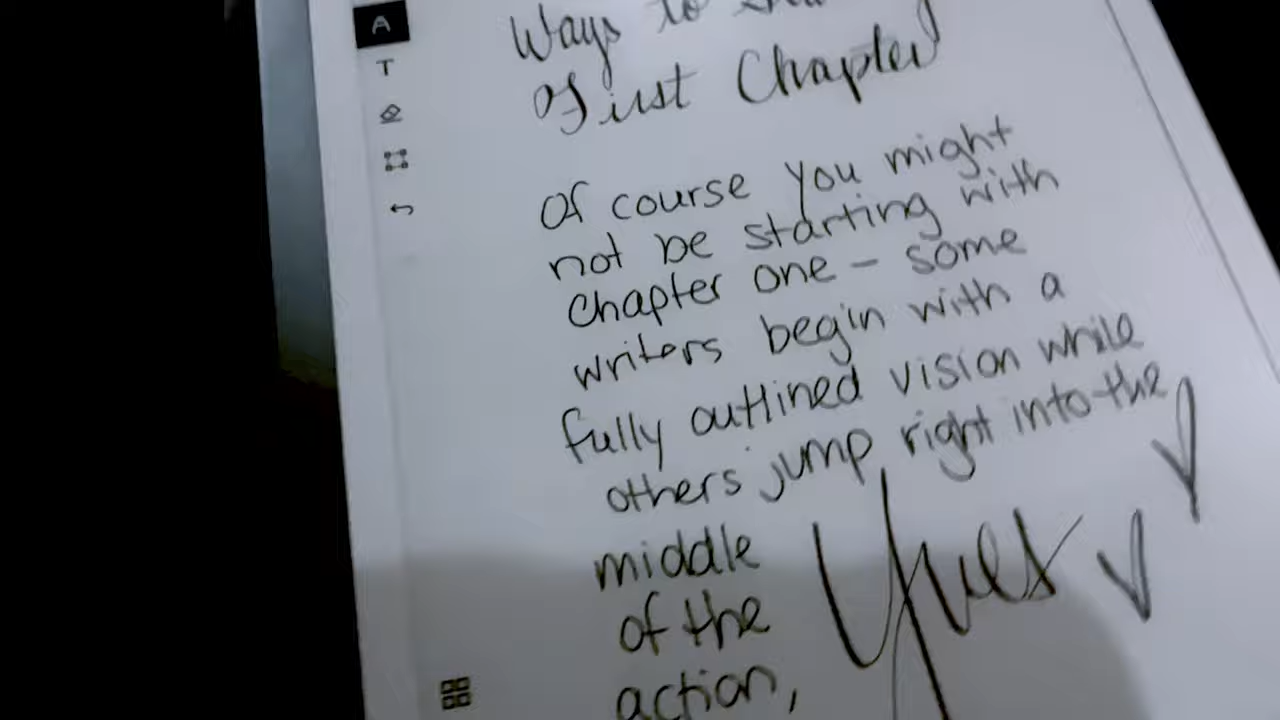 A
T
Ways to
First Chapter
Of course you might
not be starting with
Chapter one - some
writers begin with a
fully outlined vision while
others jump right into the
middle
of the
action,
Yves